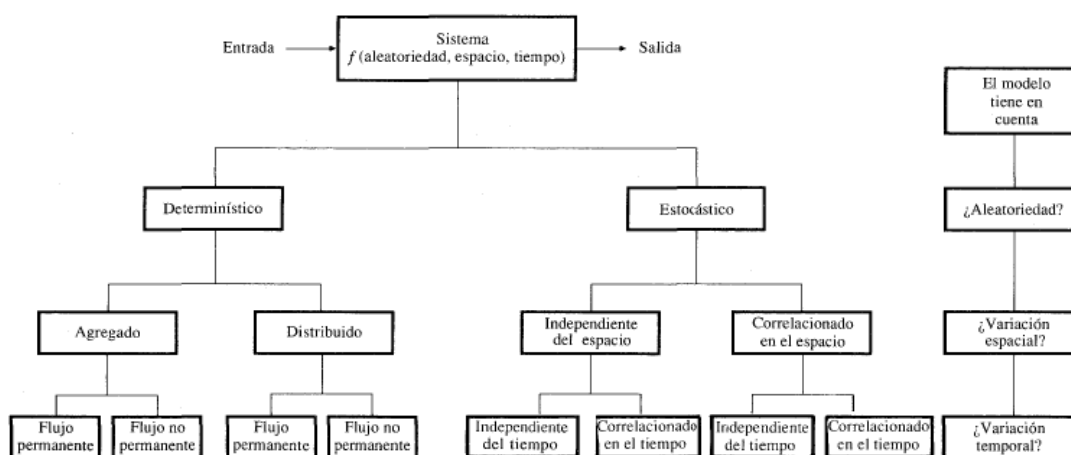 Entrada
Sistema
f (aleatoriedad, espacio, tiempo)
Salida
El modelo
tiene en
cuenta
Determinístico
Estocástico
¿Aleatoriedad?
Agregado
Distribuido
Independiente
del espacio
Correlacionado
en el espacio
¿Variación
espacial?
Flujo
permanente
Flujo no
permanente
Flujo
permanente
Flujo no
permanente
Independiente
del tiempo
Correlacionado
en el tiempo
Independiente
del tiempo
Correlacionado
en el tiempo
¿Variación
temporal?